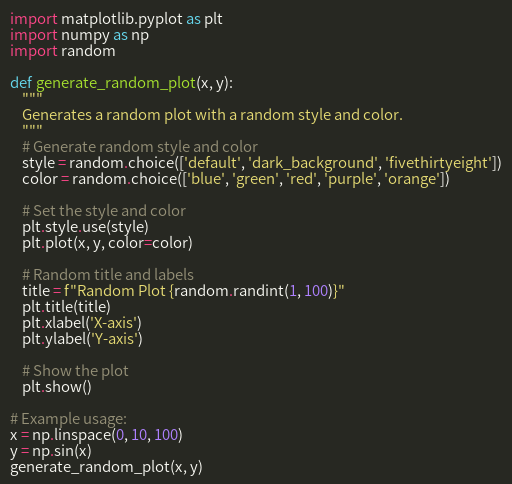 import matplotlib.pyplot as plt
import numpy as np
import random

def generate_random_plot(x, y):
    """
    Generates a random plot with a random style and color.
    """
    # Generate random style and color
    style = random.choice(['default', 'dark_background', 'fivethirtyeight'])
    color = random.choice(['blue', 'green', 'red', 'purple', 'orange'])

    # Set the style and color
    plt.style.use(style)
    plt.plot(x, y, color=color)

    # Random title and labels
    title = f"Random Plot {random.randint(1, 100)}"
    plt.title(title)
    plt.xlabel('X-axis')
    plt.ylabel('Y-axis')

    # Show the plot
    plt.show()

# Example usage:
x = np.linspace(0, 10, 100)
y = np.sin(x)
generate_random_plot(x, y)